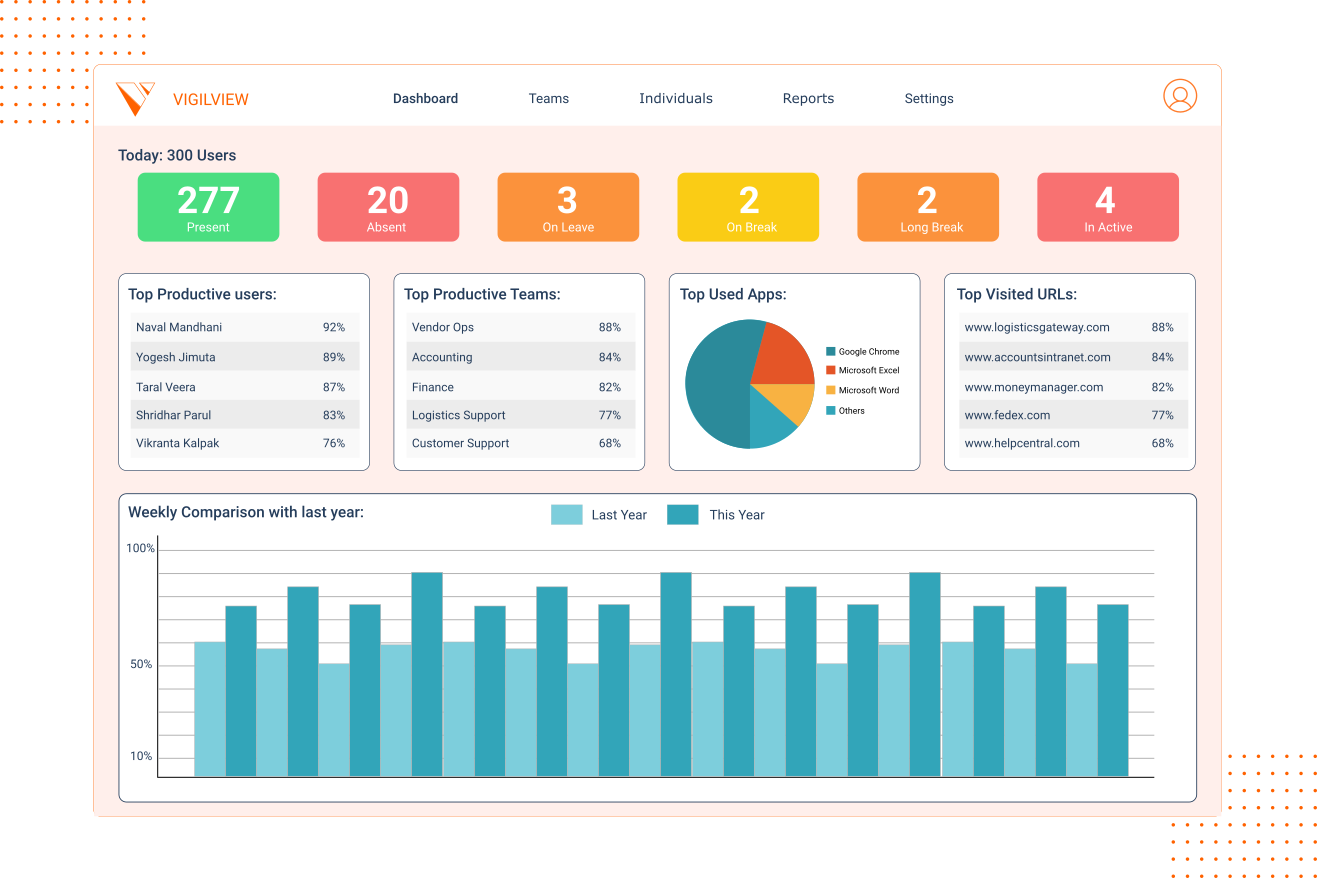 VIGILVIEW
Dashboard Teams Individuals Reports Settings
Today: 300 Users
277 20 3 2 2 4
Present Absent On Leave On Break Long Break In Active
Top Productive users:
Naval Mandhani 92%
Yogesh Jimuta 89%
Taral Veera 87%
Shridhar Parul 83%
Vikranta Kalpak 76%
Top Productive Teams:
Vendor Ops 88%
Accounting 84%
Finance 82%
Logistics Support 77%
Customer Support 68%
Top Used Apps:
Google Chrome
Microsoft Excel
Microsoft Word
Others
Top Visited URLs:
www.logisticsgateway.com 88%
www.accountsintranet.com 84%
www.moneymanager.com 82%
www.fedex.com 77%
www.helpcentral.com 68%
Weekly Comparison with last year:
Last Year This Year
100%
50%
10%